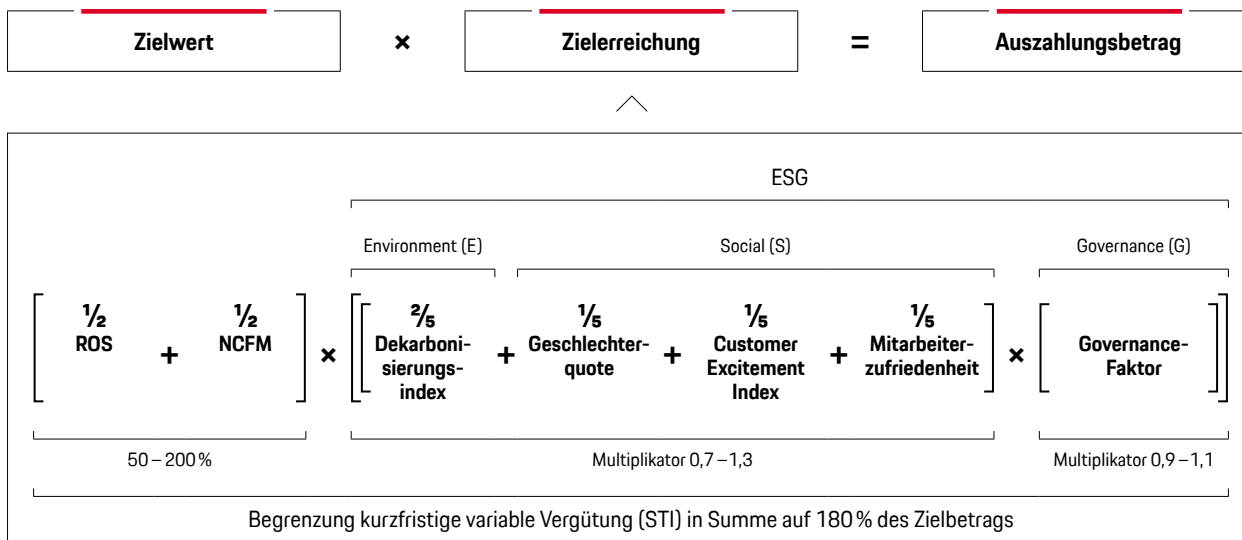 Zielwert × Zielerreichung = Auszahlungsbetrag
ESG
Environment (E) Social (S) Governance (G)
[ ½ ROS + ½ NCFM ] × [[ ⅖ Dekarboni-
sierungs-
index + ⅕ Geschlechter-
quote + ⅕ Customer
Excitement
Index + ⅕ Mitarbeiter-
zufriedenheit ] × [ Governance-
Faktor ]]
50 – 200 % Multiplikator 0,7 – 1,3 Multiplikator 0,9 – 1,1
Begrenzung kurzfristige variable Vergütung (STI) in Summe auf 180 % des Zielbetrags